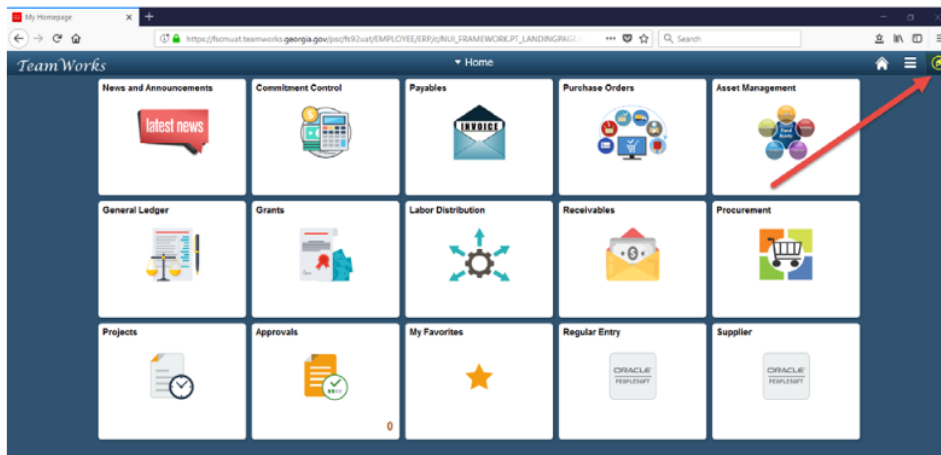 My Homepage
https://fscmuat.teamworks.georgia.gov/psc/fs92uat/EMPLOYEE/ERP/c/NUI_FRAMEWORK.PT_LANDINGPAGE.
Search
TeamWorks
Home
News and Announcements
Commitment Control
Payables
Purchase Orders
Asset Management
latest news
INVOICE
General Ledger
Grants
Labor Distribution
Receivables
Procurement
Projects
Approvals
My Favorites
Regular Entry
Supplier
ORACLE
PEOPLESOFT
ORACLE
PEOPLESOFT
0